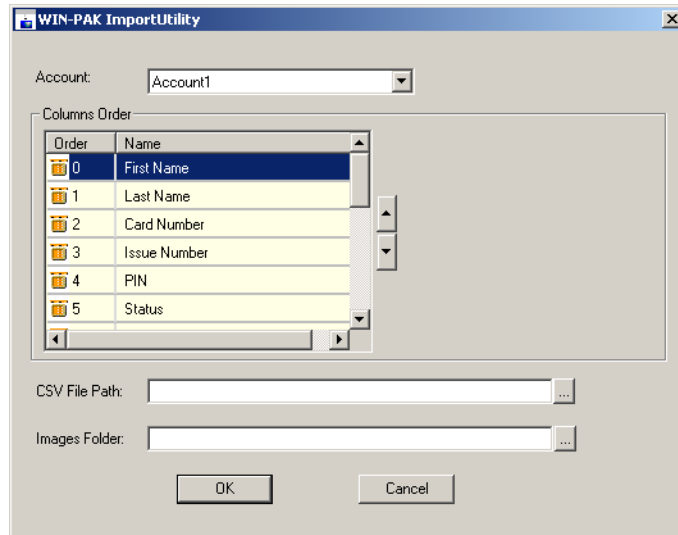 WIN-PAK ImportUtility
Account: Account1
Columns Order
Order Name
0 First Name
1 Last Name
2 Card Number
3 Issue Number
4 PIN
5 Status
CSV File Path: ...
Images Folder: ...
OK Cancel